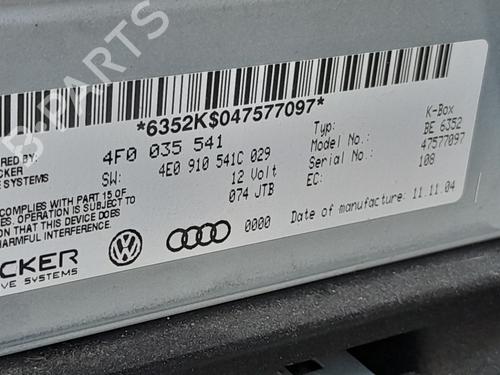 B PARTS
*6352K$047577097*
4F0 035 541
SW: 4E0 910 541C 029
12 Volt
074 JTB
0000
Typ: K-Box
Model No.: BE 6352
Serial No.: 47577097
EC: 108
Date of manufacture: 11.11.04
RED BY
CKER
E SYSTEMS
COMPLIES WITH PART 15 OF
ES. OPERATION IS SUBJECT TO
ON THAT THIS DEVICE DOES
HARMFUL INTERFERENCE
CKER
VE SYSTEMS